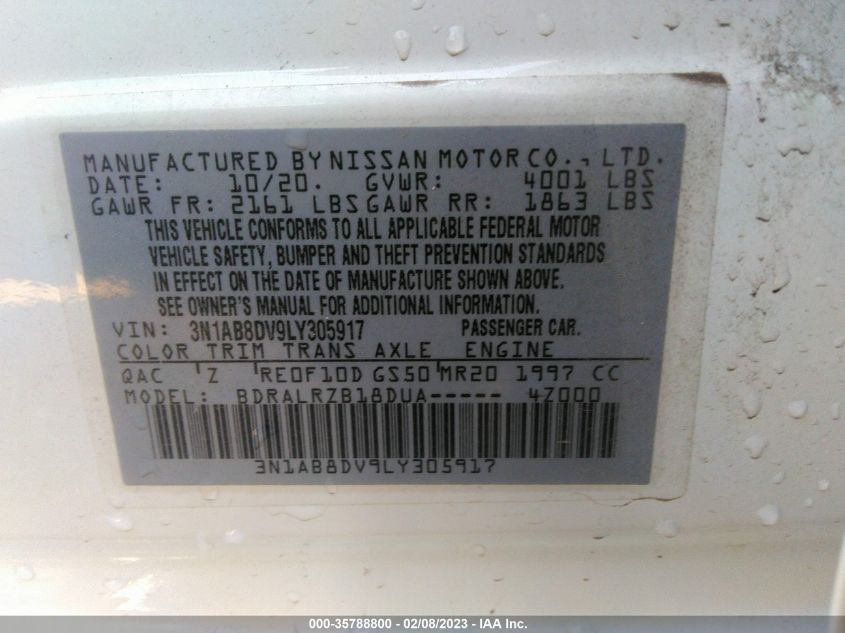 MANUFACTURED BY NISSAN MOTOR CO., LTD.
DATE: 10/20. GVWR: 4001 LBS
GAWR FR: 2161 LBS GAWR RR: 1863 LBS
THIS VEHICLE CONFORMS TO ALL APPLICABLE FEDERAL MOTOR
VEHICLE SAFETY, BUMPER AND THEFT PREVENTION STANDARDS
IN EFFECT ON THE DATE OF MANUFACTURE SHOWN ABOVE.
SEE OWNER'S MANUAL FOR ADDITIONAL INFORMATION.
VIN: 3N1AB8DV9LY305917 PASSENGER CAR.
COLOR TRIM TRANS AXLE ENGINE
QAC Z RE0F10D GS50 MR20 1997 CC
MODEL: BDRALRZB18DUA----- 4Z000
3N1AB8DV9LY305917
000-35788800 - 02/08/2023 - IAA Inc.